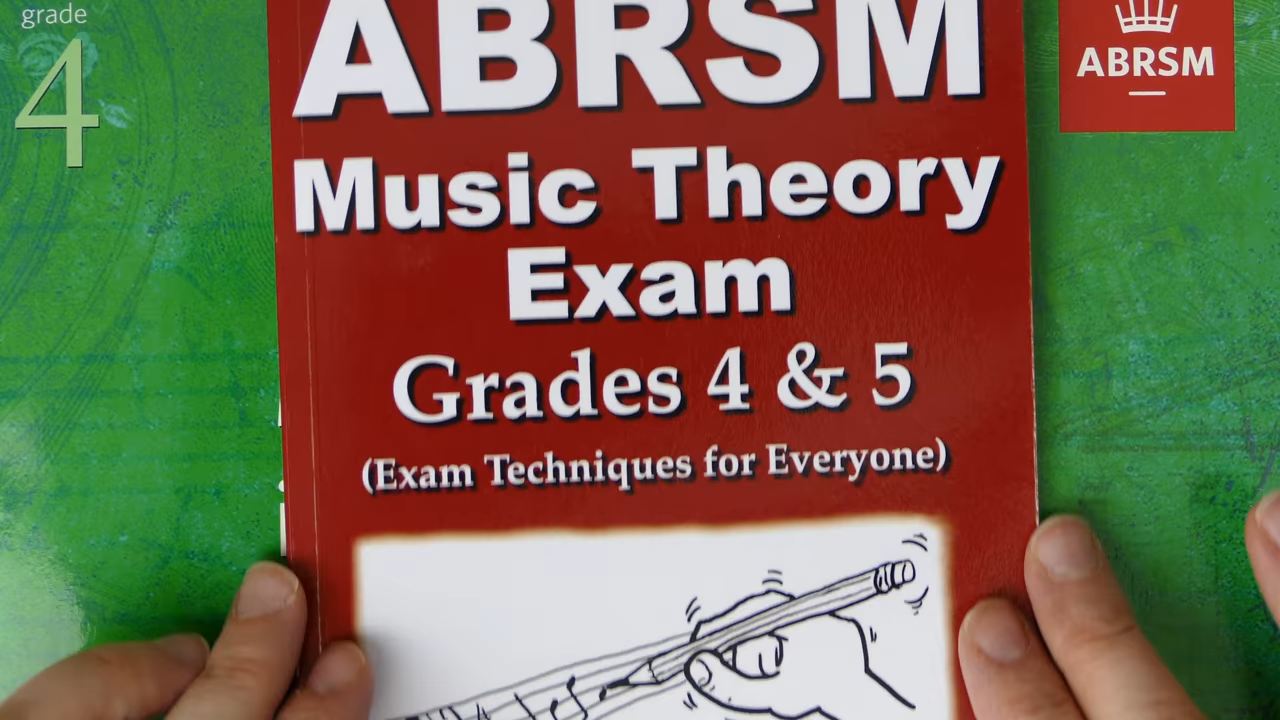 grade
4
ABRSM
Music Theory
Exam
Grades 4 & 5
(Exam Techniques for Everyone)
ABRSM